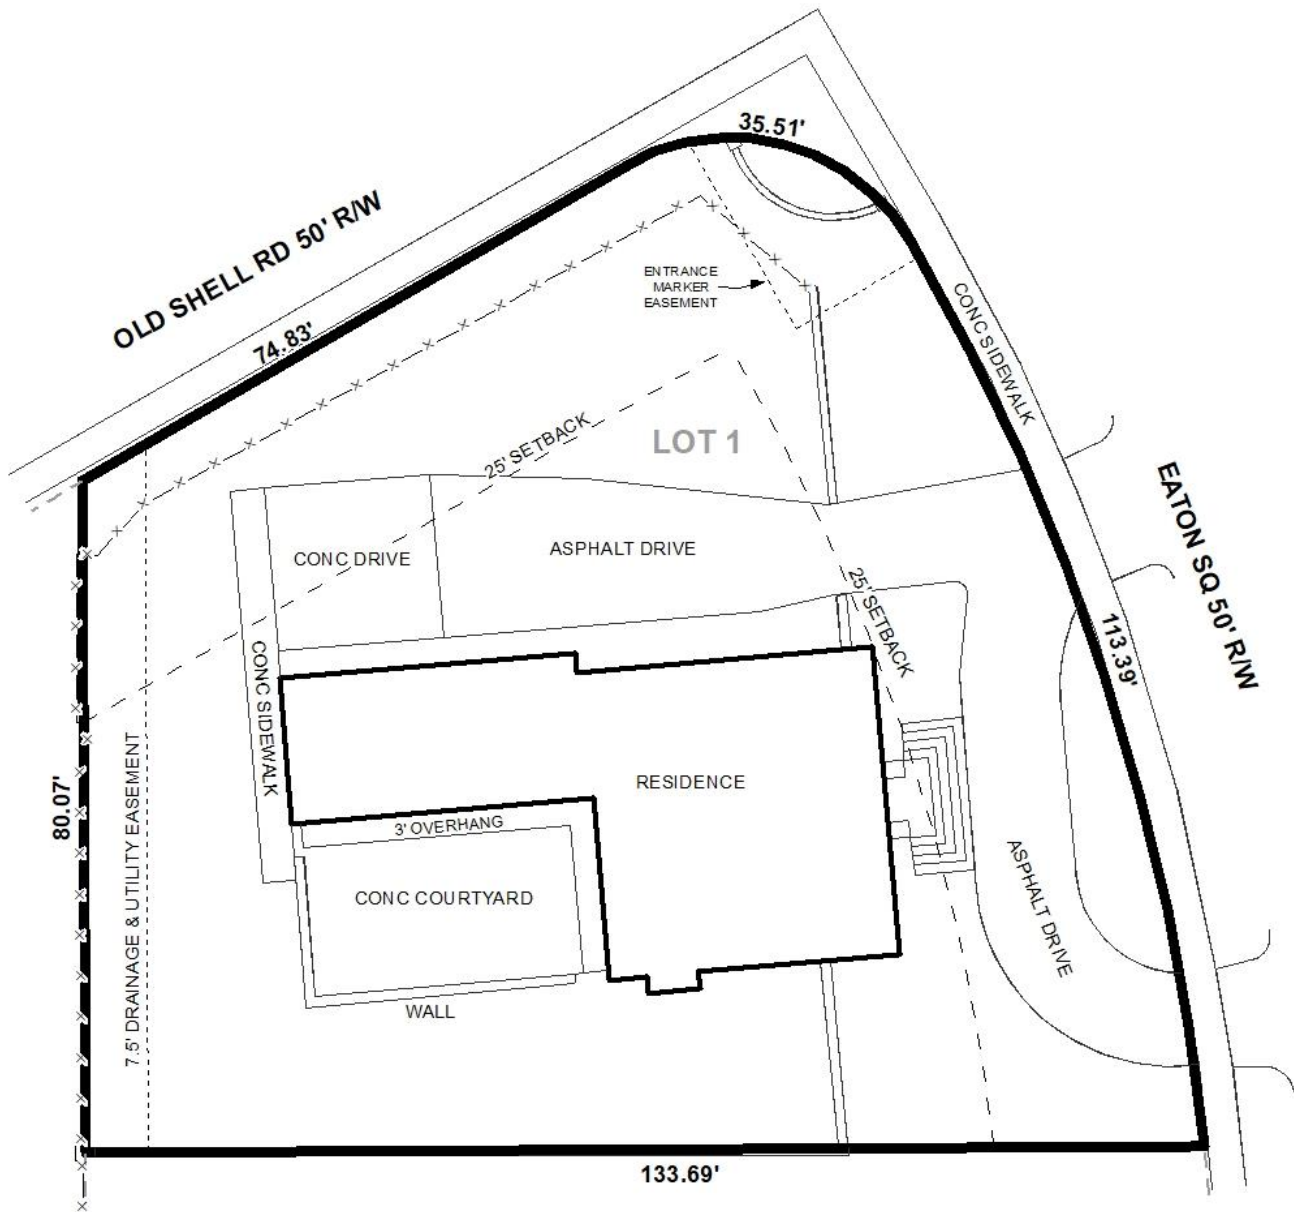 35.51'
OLD SHELL RD 50' R/W
74.83'
ENTRANCE
MARKER
EASEMENT
CONC SIDEWALK
LOT 1
25' SETBACK
EATON SQ 50' R/W
CONC DRIVE
ASPHALT DRIVE
25' SETBACK
113.39'
CONC SIDEWALK
RESIDENCE
80.07'
7.5' DRAINAGE & UTILITY EASEMENT
3' OVERHANG
CONC COURTYARD
ASPHALT DRIVE
WALL
133.69'